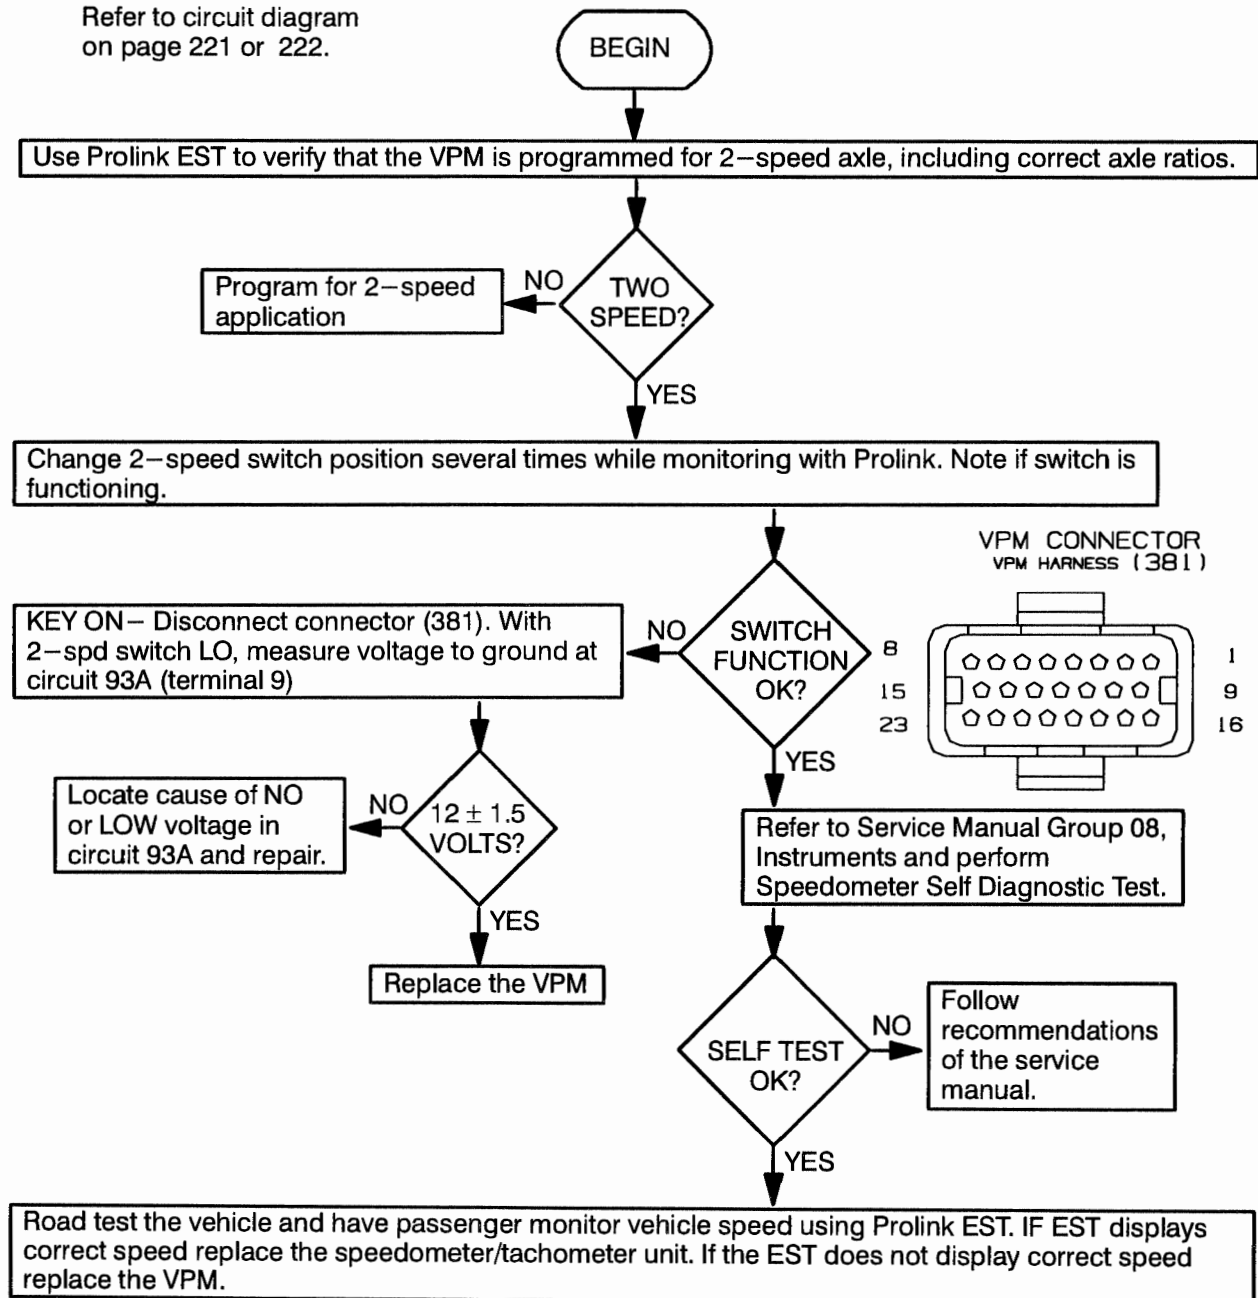 Refer to circuit diagram
on page 221 or 222.
BEGIN
Use Prolink EST to verify that the VPM is programmed for 2−speed axle, including correct axle ratios.
TWO
SPEED?
NO
Program for 2−speed
application
YES
Change 2−speed switch position several times while monitoring with Prolink. Note if switch is
functioning.
VPM CONNECTOR
VPM HARNESS (381)
SWITCH
FUNCTION
OK?
NO
KEY ON− Disconnect connector (381). With
2-spd switch LO, measure voltage to ground at
circuit 93A (terminal 9)
8
1
15
9
23
16
YES
12 ± 1.5
VOLTS?
NO
Locate cause of NO
or LOW voltage in
circuit 93A and repair.
YES
Replace the VPM
Refer to Service Manual Group 08,
Instruments and perform
Speedometer Self Diagnostic Test.
SELF TEST
OK?
NO
Follow
recommendations
of the service
manual.
YES
Road test the vehicle and have passenger monitor vehicle speed using Prolink EST. IF EST displays
correct speed replace the speedometer/tachometer unit. If the EST does not display correct speed
replace the VPM.